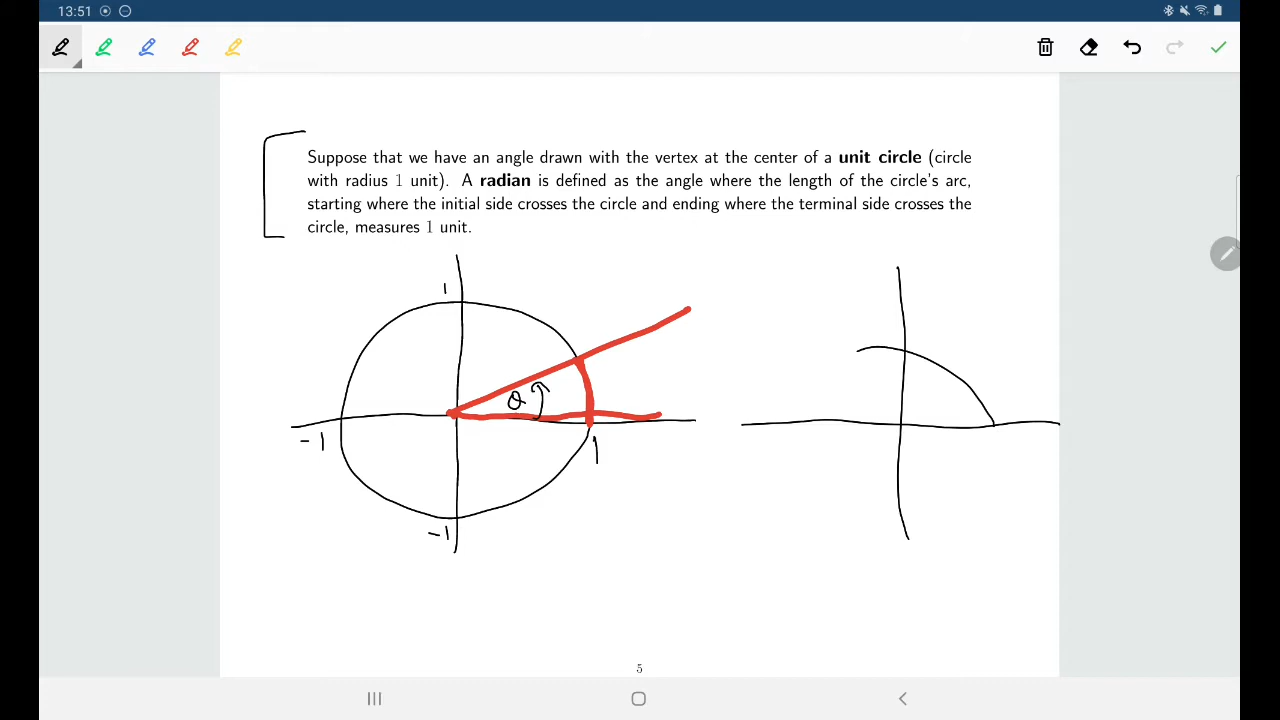 13:51
Suppose that we have an angle drawn with the vertex at the center of a unit circle (circle
with radius 1 unit). A radian is defined as the angle where the length of the circle's arc,
starting where the initial side crosses the circle and ending where the terminal side crosses the
circle, measures 1 unit.
1
θ
-1
1
-1
5